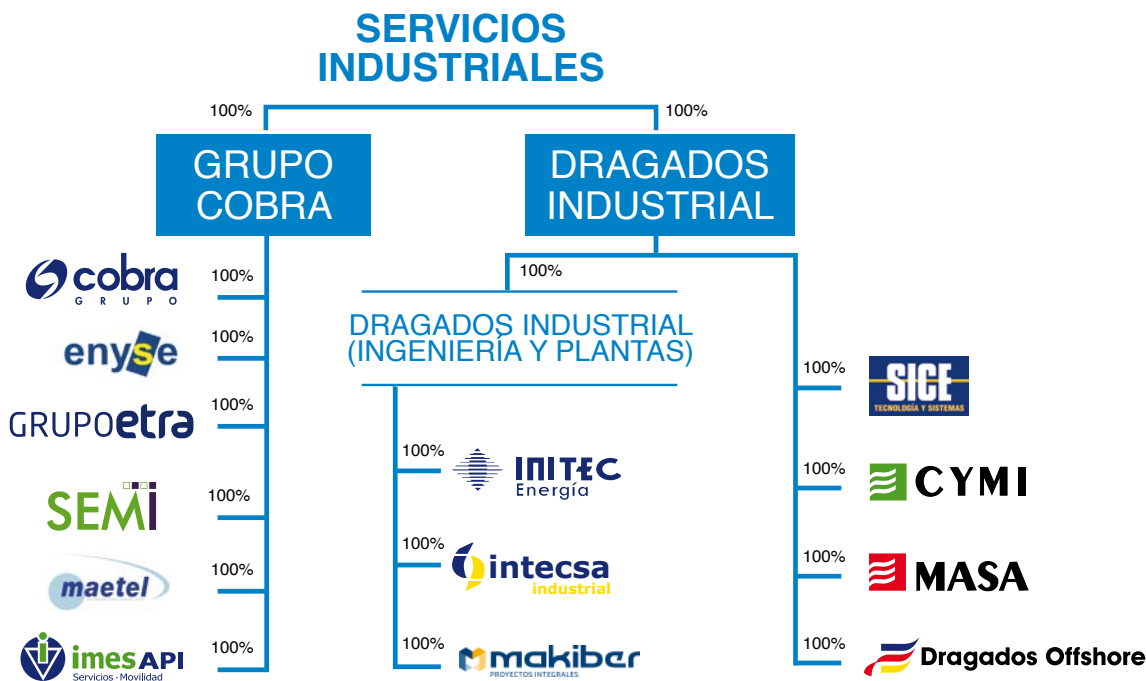 SERVICIOS
INDUSTRIALES
100%
100%
GRUPO
COBRA
DRAGADOS
INDUSTRIAL
cobra
GRUPO
100%
enyse
100%
GRUPOetra
100%
SEMI
100%
maetel
100%
imesAPI
Servicios - Movilidad
100%
100%
DRAGADOS INDUSTRIAL
(INGENIERÍA Y PLANTAS)
100%
INITEC
Energía
100%
intecsa
industrial
100%
makiber
PROYECTOS INTEGRALES
100%
SICE
TECNOLOGÍA Y SISTEMAS
100%
CYMI
100%
MASA
100%
Dragados Offshore